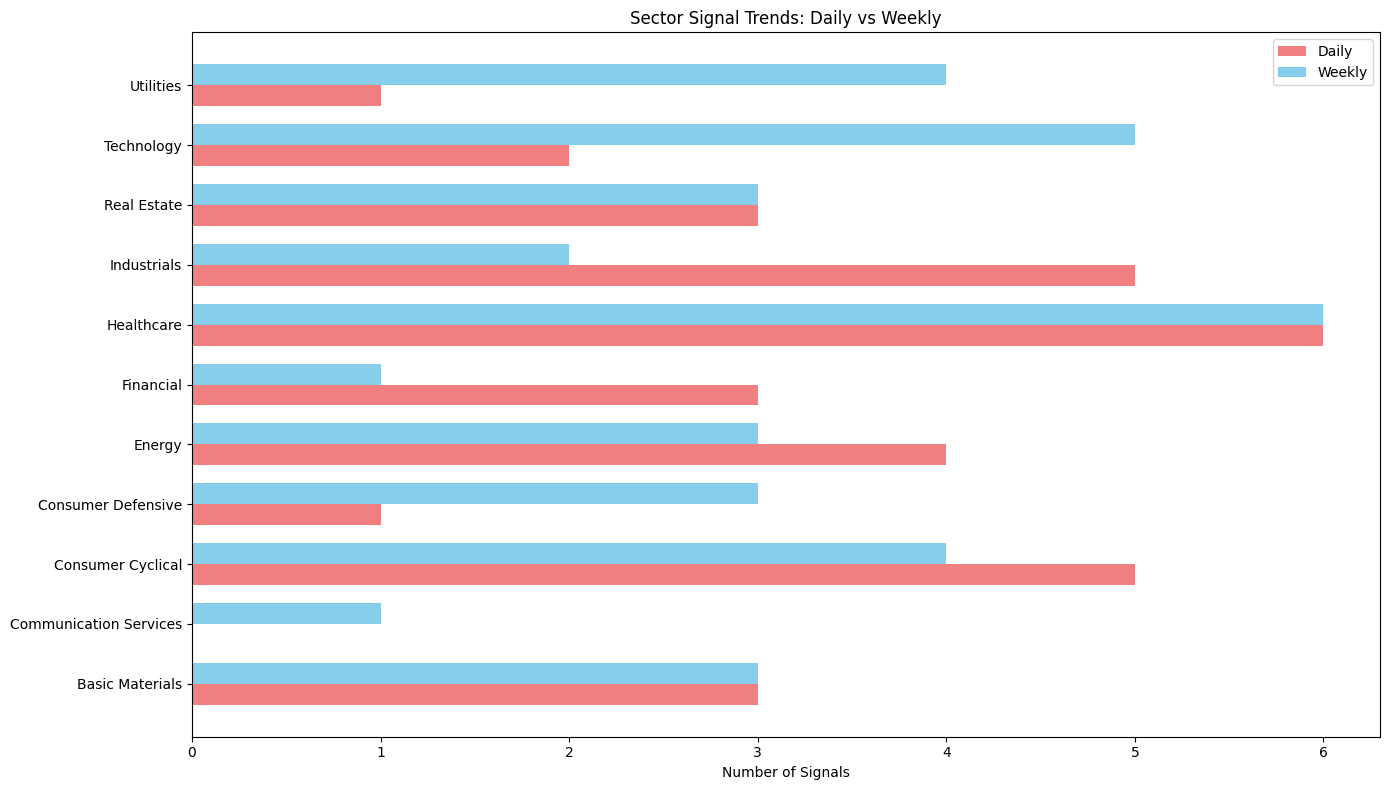 Sector Signal Trends: Daily vs Weekly
Daily
Weekly
Utilities
Technology
Real Estate
Industrials
Healthcare
Financial
Energy
Consumer Defensive
Consumer Cyclical
Communication Services
Basic Materials
0 1 2 3 4 5 6
Number of Signals